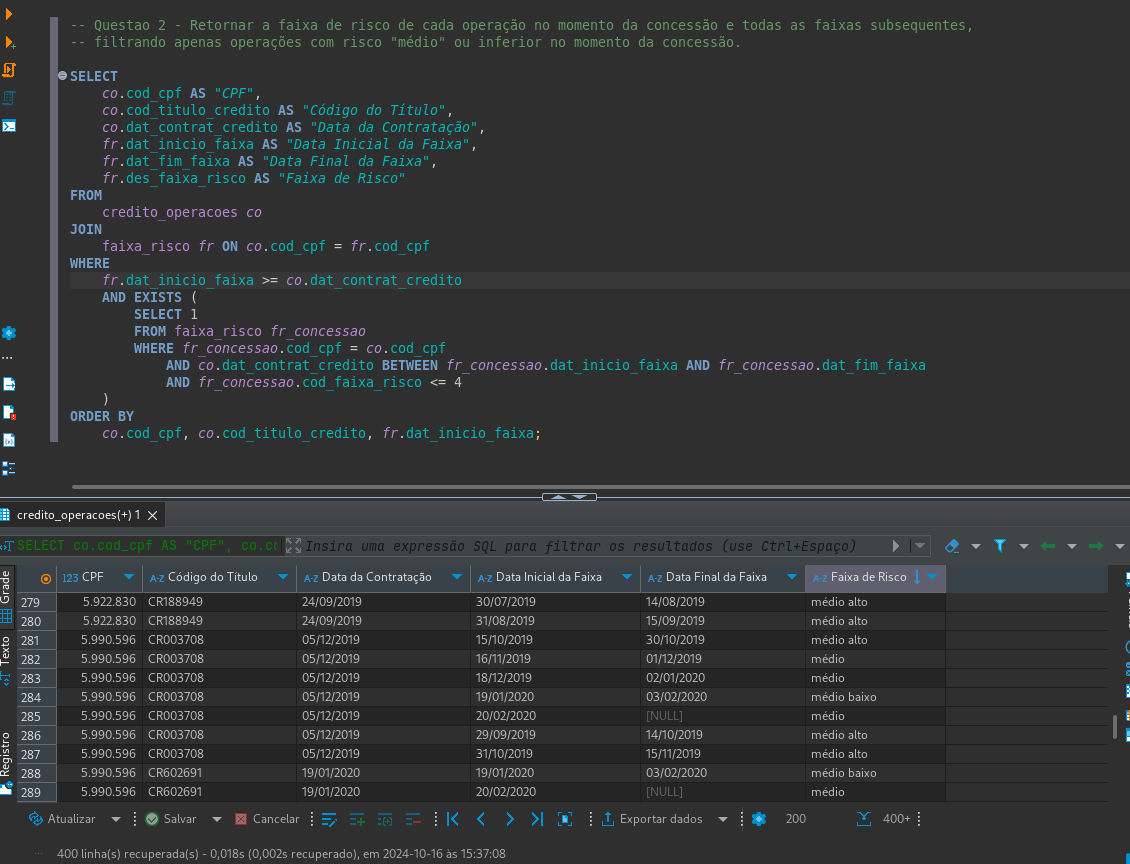 -- Questao 2 - Retornar a faixa de risco de cada operação no momento da concessão e todas as faixas subsequentes,
-- filtrando apenas operações com risco "médio" ou inferior no momento da concessão.
SELECT
co.cod_cpf AS "CPF",
co.cod_titulo_credito AS "Código do Título",
co.dat_contrat_credito AS "Data da Contratação",
fr.dat_inicio_faixa AS "Data Inicial da Faixa",
fr.dat_fim_faixa AS "Data Final da Faixa",
fr.des_faixa_risco AS "Faixa de Risco"
FROM
credito_operacoes co
JOIN
faixa_risco fr ON co.cod_cpf = fr.cod_cpf
WHERE
fr.dat_inicio_faixa >= co.dat_contrat_credito
AND EXISTS (
SELECT 1
FROM faixa_risco fr_concessao
WHERE fr_concessao.cod_cpf = co.cod_cpf
AND co.dat_contrat_credito BETWEEN fr_concessao.dat_inicio_faixa AND fr_concessao.dat_fim_faixa
AND fr_concessao.cod_faixa_risco <= 4
)
ORDER BY
co.cod_cpf, co.cod_titulo_credito, fr.dat_inicio_faixa;
credito_operacoes(+) 1
SELECT co.cod_cpf AS "CPF", co.c Insira uma expressão SQL para filtrar os resultados (use Ctrl+Espaço)
Grade
Texto
Registro
123 CPF A-Z Código do Título A-Z Data da Contratação A-Z Data Inicial da Faixa A-Z Data Final da Faixa A-Z Faixa de Risco
279 5.922.830 CR188949 24/09/2019 30/07/2019 14/08/2019 médio alto
280 5.922.830 CR188949 24/09/2019 31/08/2019 15/09/2019 médio alto
281 5.990.596 CR003708 05/12/2019 15/10/2019 30/10/2019 médio alto
282 5.990.596 CR003708 05/12/2019 16/11/2019 01/12/2019 médio
283 5.990.596 CR003708 05/12/2019 18/12/2019 02/01/2020 médio
284 5.990.596 CR003708 05/12/2019 19/01/2020 03/02/2020 médio baixo
285 5.990.596 CR003708 05/12/2019 20/02/2020 [NULL] médio
286 5.990.596 CR003708 05/12/2019 29/09/2019 14/10/2019 médio alto
287 5.990.596 CR003708 05/12/2019 31/10/2019 15/11/2019 médio alto
288 5.990.596 CR602691 19/01/2020 19/01/2020 03/02/2020 médio baixo
289 5.990.596 CR602691 19/01/2020 20/02/2020 [NULL] médio
Atualizar Salvar Cancelar Exportar dados 200 400+
400 linha(s) recuperada(s) - 0,018s (0,002s recuperado), em 2024-10-16 às 15:37:08